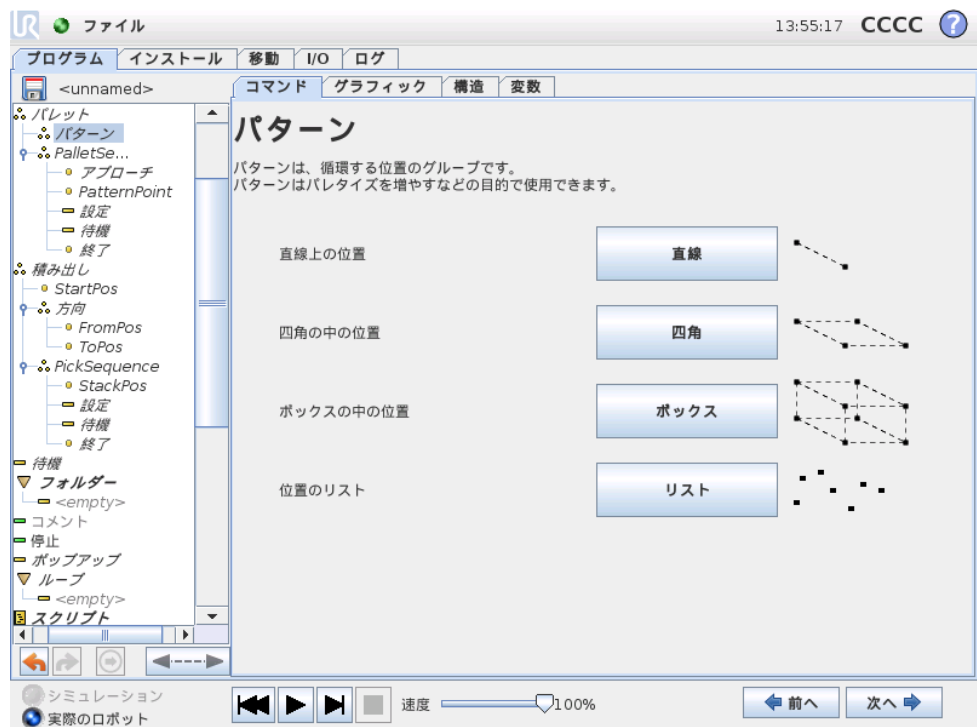 UR ファイル 13:55:17 CCCC ?
プログラム インストール 移動 I/O ログ
<unnamed>
コマンド グラフィック 構造 変数
パレット
パターン
PalletSe...
アプローチ
PatternPoint
設定
待機
終了
積み出し
StartPos
方向
FromPos
ToPos
PickSequence
StackPos
設定
待機
終了
待機
フォルダー
<empty>
コメント
停止
ポップアップ
ループ
<empty>
スクリプト
パターン
パターンは、循環する位置のグループです。
パターンはパレタイズを増やすなどの目的で使用できます。
直線上の位置 直線
四角の中の位置 四角
ボックスの中の位置 ボックス
位置のリスト リスト
シミュレーション
実際のロボット
速度 100%
前へ 次へ